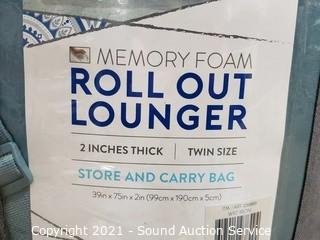 MEMORY FOAM
ROLL OUT
LOUNGER
2 INCHES THICK | TWIN SIZE
STORE AND CARRY BAG
39in x 75in x 2in (99cm x 190cm x 5cm)
Copyright 2021 - Sound Auction Service